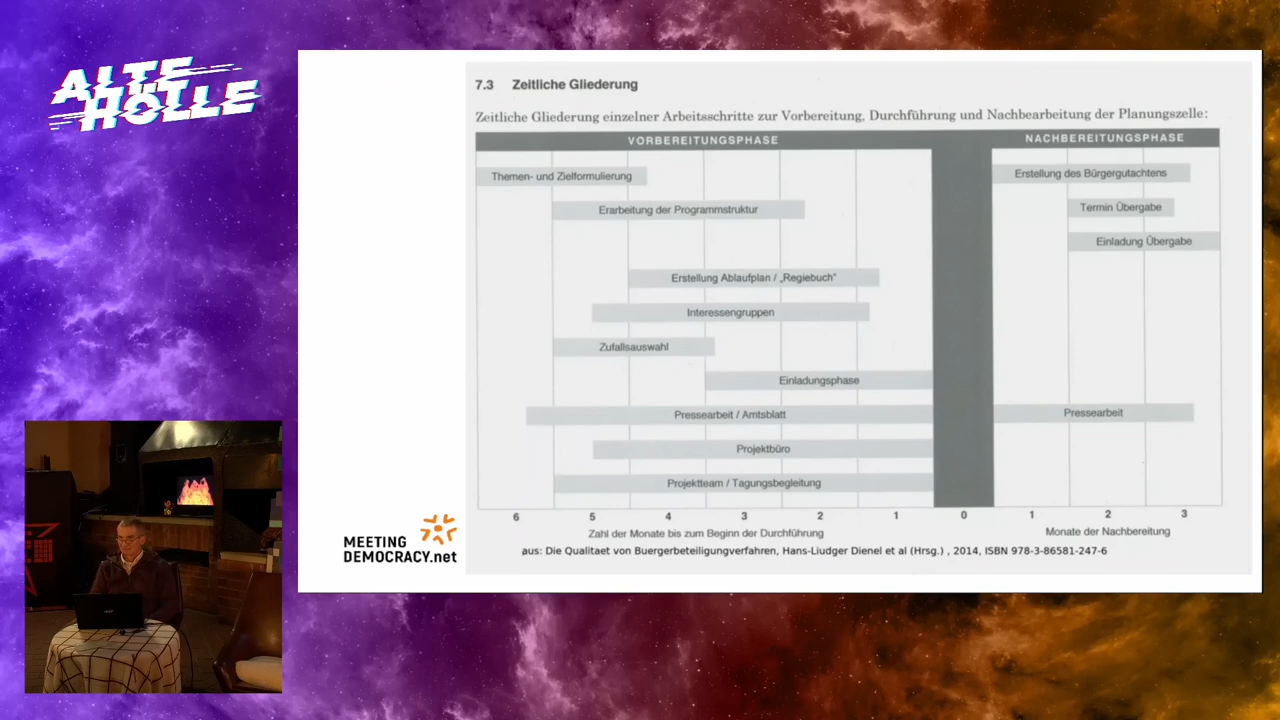 ALTE
HÖLLE
7.3 Zeitliche Gliederung
Zeitliche Gliederung einzelner Arbeitsschritte zur Vorbereitung, Durchführung und Nachbearbeitung der Planungszelle:
VORBEREITUNGSPHASE
NACHBEREITUNGSPHASE
Themen- und Zielformulierung
Erstellung des Bürgergutachtens
Erarbeitung der Programmstruktur
Termin Übergabe
Einladung Übergabe
Erstellung Ablaufplan / „Regiebuch“
Interessengruppen
Zufallsauswahl
Einladungsphase
Pressearbeit / Amtsblatt
Pressearbeit
Projektbüro
Projektteam / Tagungsbegleitung
6 5 4 3 2 1 0 1 2 3
Zahl der Monate bis zum Beginn der Durchführung
Monate der Nachbereitung
aus: Die Qualitaet von Buergerbeteiligungverfahren, Hans-Liudger Dienel et al (Hrsg.) , 2014, ISBN 978-3-86581-247-6
MEETING
DEMOCRACY.net